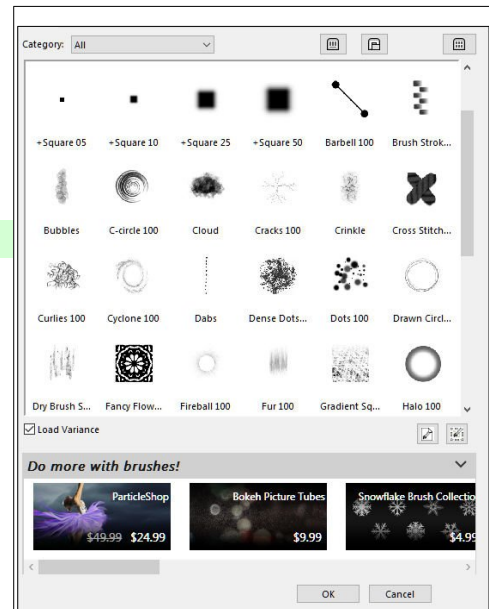 Category: All
+Square 05 +Square 10 +Square 25 +Square 50 Barbell 100 Brush Strok...
Bubbles C-circle 100 Cloud Cracks 100 Crinkle Cross Stitch...
Curlies 100 Cyclone 100 Dabs Dense Dots... Dots 100 Drawn Circl...
Dry Brush S... Fancy Flow... Fireball 100 Fur 100 Gradient Sq... Halo 100
Load Variance
Do more with brushes!
ParticleShop Bokeh Picture Tubes Snowflake Brush Collectio
$49.99 $24.99 $9.99 $4.99
OK Cancel